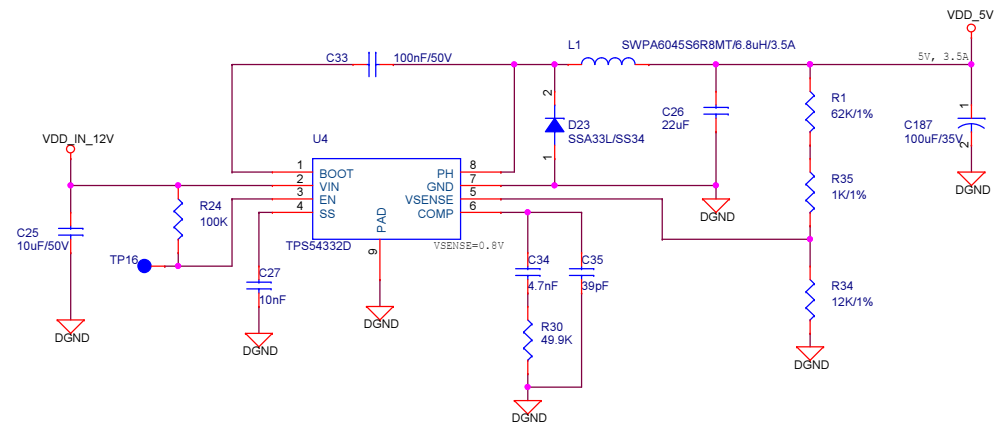 VDD_5V
L1
SWPA6045S6R8MT/6.8uH/3.5A
C33
100nF/50V
5V, 3.5A
2
D23
SSA33L/SS34
1
C26
22uF
R1
62K/1%
C187
100uF/35V
1
2
DGND
VDD_IN_12V
U4
1
BOOT
2
VIN
3
EN
4
SS
PH
8
GND
7
VSENSE
5
COMP
6
PAD
9
TPS54332D
VSENSE=0.8V
R35
1K/1%
DGND
R24
100K
C25
10uF/50V
TP16
C27
10nF
C34
4.7nF
C35
39pF
R34
12K/1%
R30
49.9K
DGND
DGND
DGND
DGND
DGND